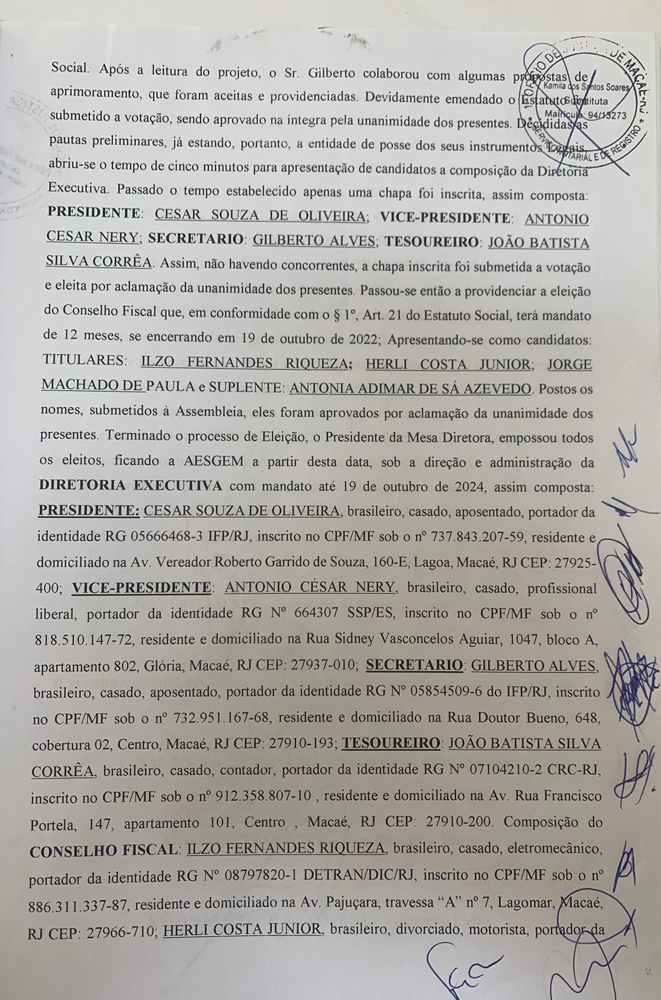 Social. Após a leitura do projeto, o Sr. Gilberto colaborou com algumas propostas de
aprimoramento, que foram aceitas e providenciadas. Devidamente emendado o Estatuto foi
submetido a votação, sendo aprovado na íntegra pela unanimidade dos presentes. Decididas as
pautas preliminares, já estando, portanto, a entidade de posse dos seus instrumentos Legais,
abriu-se o tempo de cinco minutos para apresentação de candidatos a composição da Diretoria
Executiva. Passado o tempo estabelecido apenas uma chapa foi inscrita, assim composta:
PRESIDENTE: CESAR SOUZA DE OLIVEIRA; VICE-PRESIDENTE: ANTONIO
CESAR NERY; SECRETARIO: GILBERTO ALVES; TESOUREIRO: JOÃO BATISTA
SILVA CORRÊA. Assim, não havendo concorrentes, a chapa inscrita foi submetida a votação
e eleita por aclamação da unanimidade dos presentes. Passou-se então a providenciar a eleição
do Conselho Fiscal que, em conformidade com o § 1º, Art. 21 do Estatuto Social, terá mandato
de 12 meses, se encerrando em 19 de outubro de 2022; Apresentando-se como candidatos:
TITULARES: ILZO FERNANDES RIQUEZA; HERLI COSTA JUNIOR; JORGE
MACHADO DE PAULA e SUPLENTE: ANTONIA ADIMAR DE SÁ AZEVEDO. Postos os
nomes, submetidos à Assembleia, eles foram aprovados por aclamação da unanimidade dos
presentes. Terminado o processo de Eleição, o Presidente da Mesa Diretora, empossou todos
os eleitos, ficando a AESGEM a partir desta data, sob a direção e administração da
DIRETORIA EXECUTIVA com mandato até 19 de outubro de 2024, assim composta:
PRESIDENTE: CESAR SOUZA DE OLIVEIRA, brasileiro, casado, aposentado, portador da
identidade RG 05666468-3 IFP/RJ, inscrito no CPF/MF sob o nº 737.843.207-59, residente e
domiciliado na Av. Vereador Roberto Garrido de Souza, 160-E, Lagoa, Macaé, RJ CEP: 27925-
400; VICE-PRESIDENTE: ANTONIO CÉSAR NERY, brasileiro, casado, profissional
liberal, portador da identidade RG Nº 664307 SSP/ES, inscrito no CPF/MF sob o nº
818.510.147-72, residente e domiciliado na Rua Sidney Vasconcelos Aguiar, 1047, bloco A,
apartamento 802, Glória, Macaé, RJ CEP: 27937-010; SECRETARIO: GILBERTO ALVES,
brasileiro, casado, aposentado, portador da identidade RG Nº 05854509-6 do IFP/RJ, inscrito
no CPF/MF sob o nº 732.951.167-68, residente e domiciliado na Rua Doutor Bueno, 648,
cobertura 02, Centro, Macaé, RJ CEP: 27910-193; TESOUREIRO: JOÃO BATISTA SILVA
CORRÊA, brasileiro, casado, contador, portador da identidade RG Nº 07104210-2 CRC-RJ,
inscrito no CPF/MF sob o nº 912.358.807-10 , residente e domiciliado na Av. Rua Francisco
Portela, 147, apartamento 101, Centro , Macaé, RJ CEP: 27910-200. Composição do
CONSELHO FISCAL: ILZO FERNANDES RIQUEZA, brasileiro, casado, eletromecânico,
portador da identidade RG Nº 08797820-1 DETRAN/DIC/RJ, inscrito no CPF/MF sob o nº
886.311.337-87, residente e domiciliado na Av. Pajuçara, travessa “A” nº 7, Lagomar, Macaé,
RJ CEP: 27966-710; HERLI COSTA JUNIOR, brasileiro, divorciado, motorista, portador da
2
Kamila dos Santos Soares
Substituta
Matrícula: 94/13273
DE MACAÉ-RJ
E DE REGISTRO